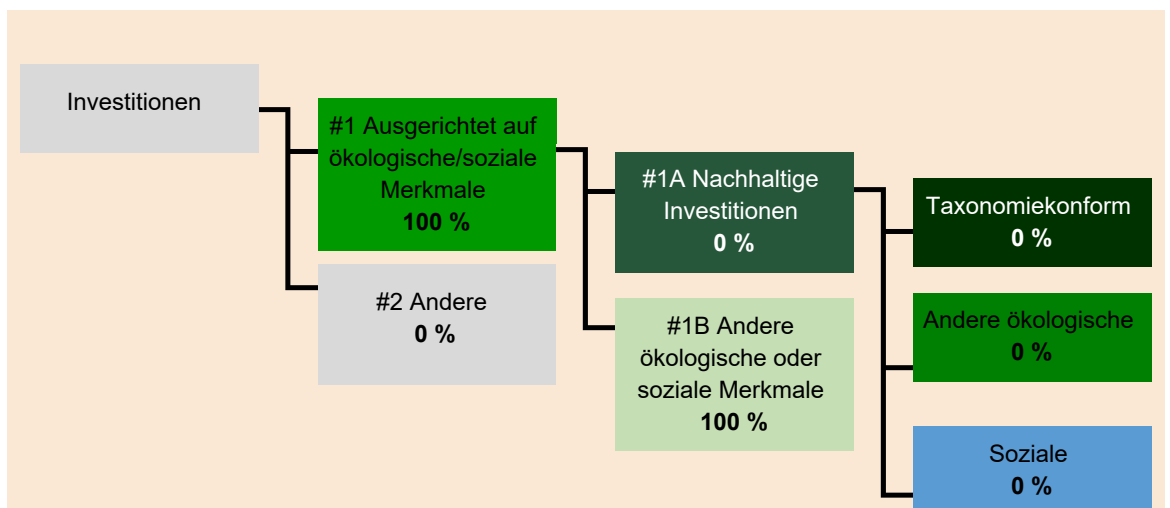 Investitionen
#1 Ausgerichtet auf
ökologische/soziale
Merkmale
100 %
#2 Andere
0 %
#1A Nachhaltige
Investitionen
0 %
#1B Andere
ökologische oder
soziale Merkmale
100 %
Taxonomiekonform
0 %
Andere ökologische
0 %
Soziale
0 %